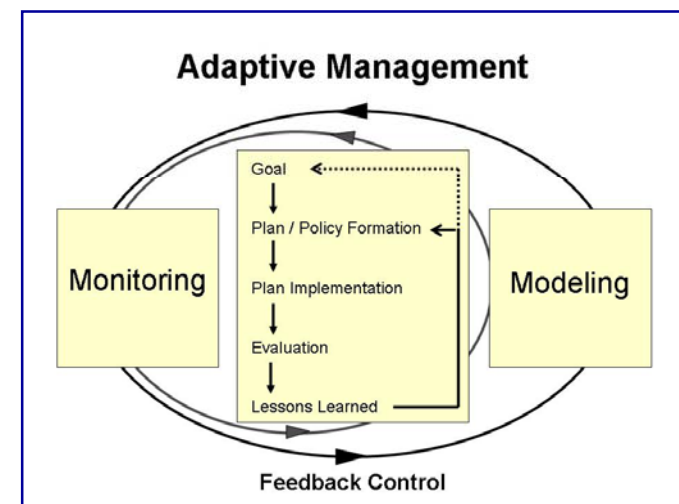 Adaptive Management
Goal
Plan / Policy Formation
Monitoring
Plan Implementation
Modeling
Evaluation
Lessons Learned
Feedback Control